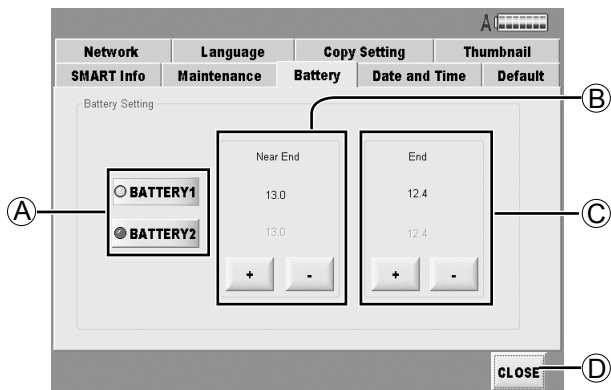 A
Network Language Copy Setting Thumbnail
SMART Info Maintenance Battery Date and Time Default
Battery Setting
B
Near End End
BATTERY1 13.0 12.4
A C
BATTERY2 13.0 12.4
+ - + -
CLOSE D